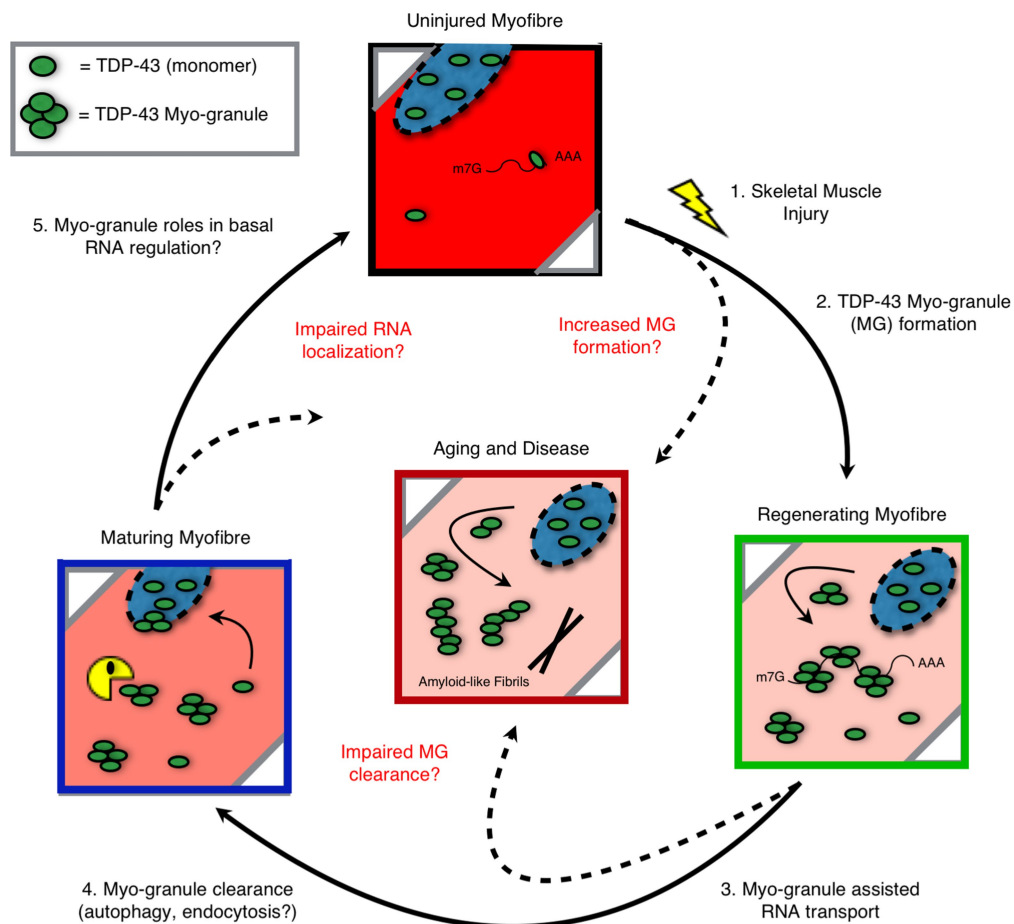 Uninjured Myofibre
= TDP-43 (monomer)
= TDP-43 Myo-granule
m7G
AAA
1. Skeletal Muscle
Injury
5. Myo-granule roles in basal
RNA regulation?
2. TDP-43 Myo-granule
(MG) formation
Impaired RNA
localization?
Increased MG
formation?
Aging and Disease
Amyloid-like Fibrils
Regenerating Myofibre
m7G
AAA
Maturing Myofibre
Impaired MG
clearance?
4. Myo-granule clearance
(autophagy, endocytosis?)
3. Myo-granule assisted
RNA transport